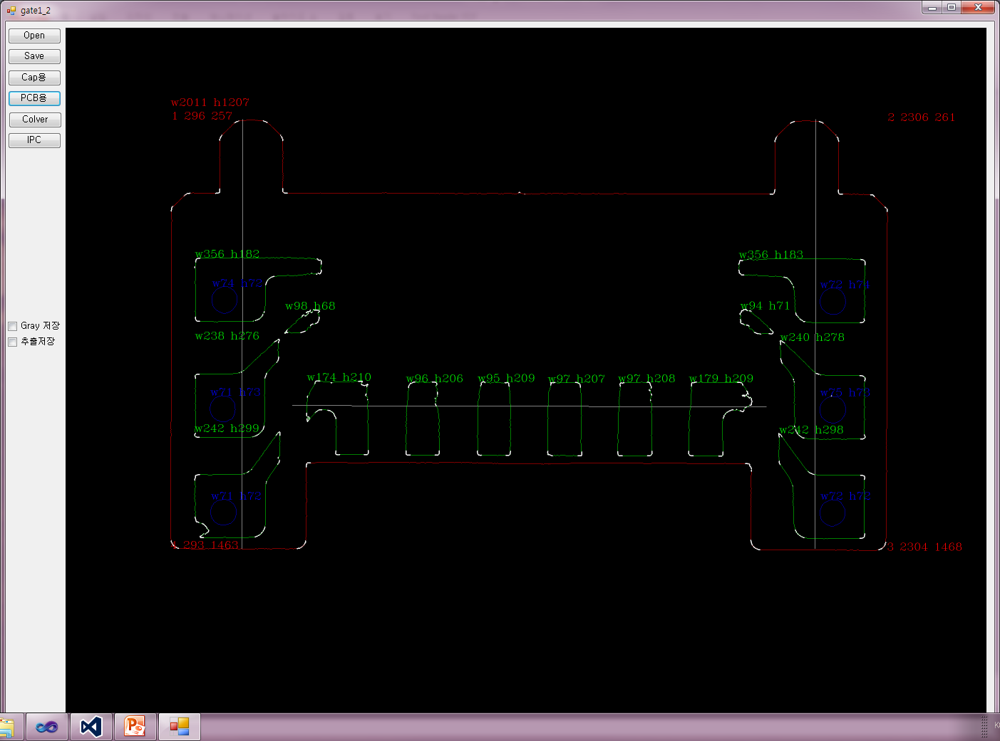 gate1_2
Open
Save
Cap용
PCB용
Colver
IPC
Gray 저장
추출저장
w2011 h1207
1 296 257
2 2306 261
w356 h182
w356 h183
w74 h72
w72 h74
w98 h68
w94 h71
w238 h276
w240 h278
w174 h210
w96 h206
w95 h209
w97 h207
w97 h208
w179 h209
w71 h73
w75 h73
w242 h299
w242 h298
w71 h72
w72 h72
4 293 1463
3 2304 1468